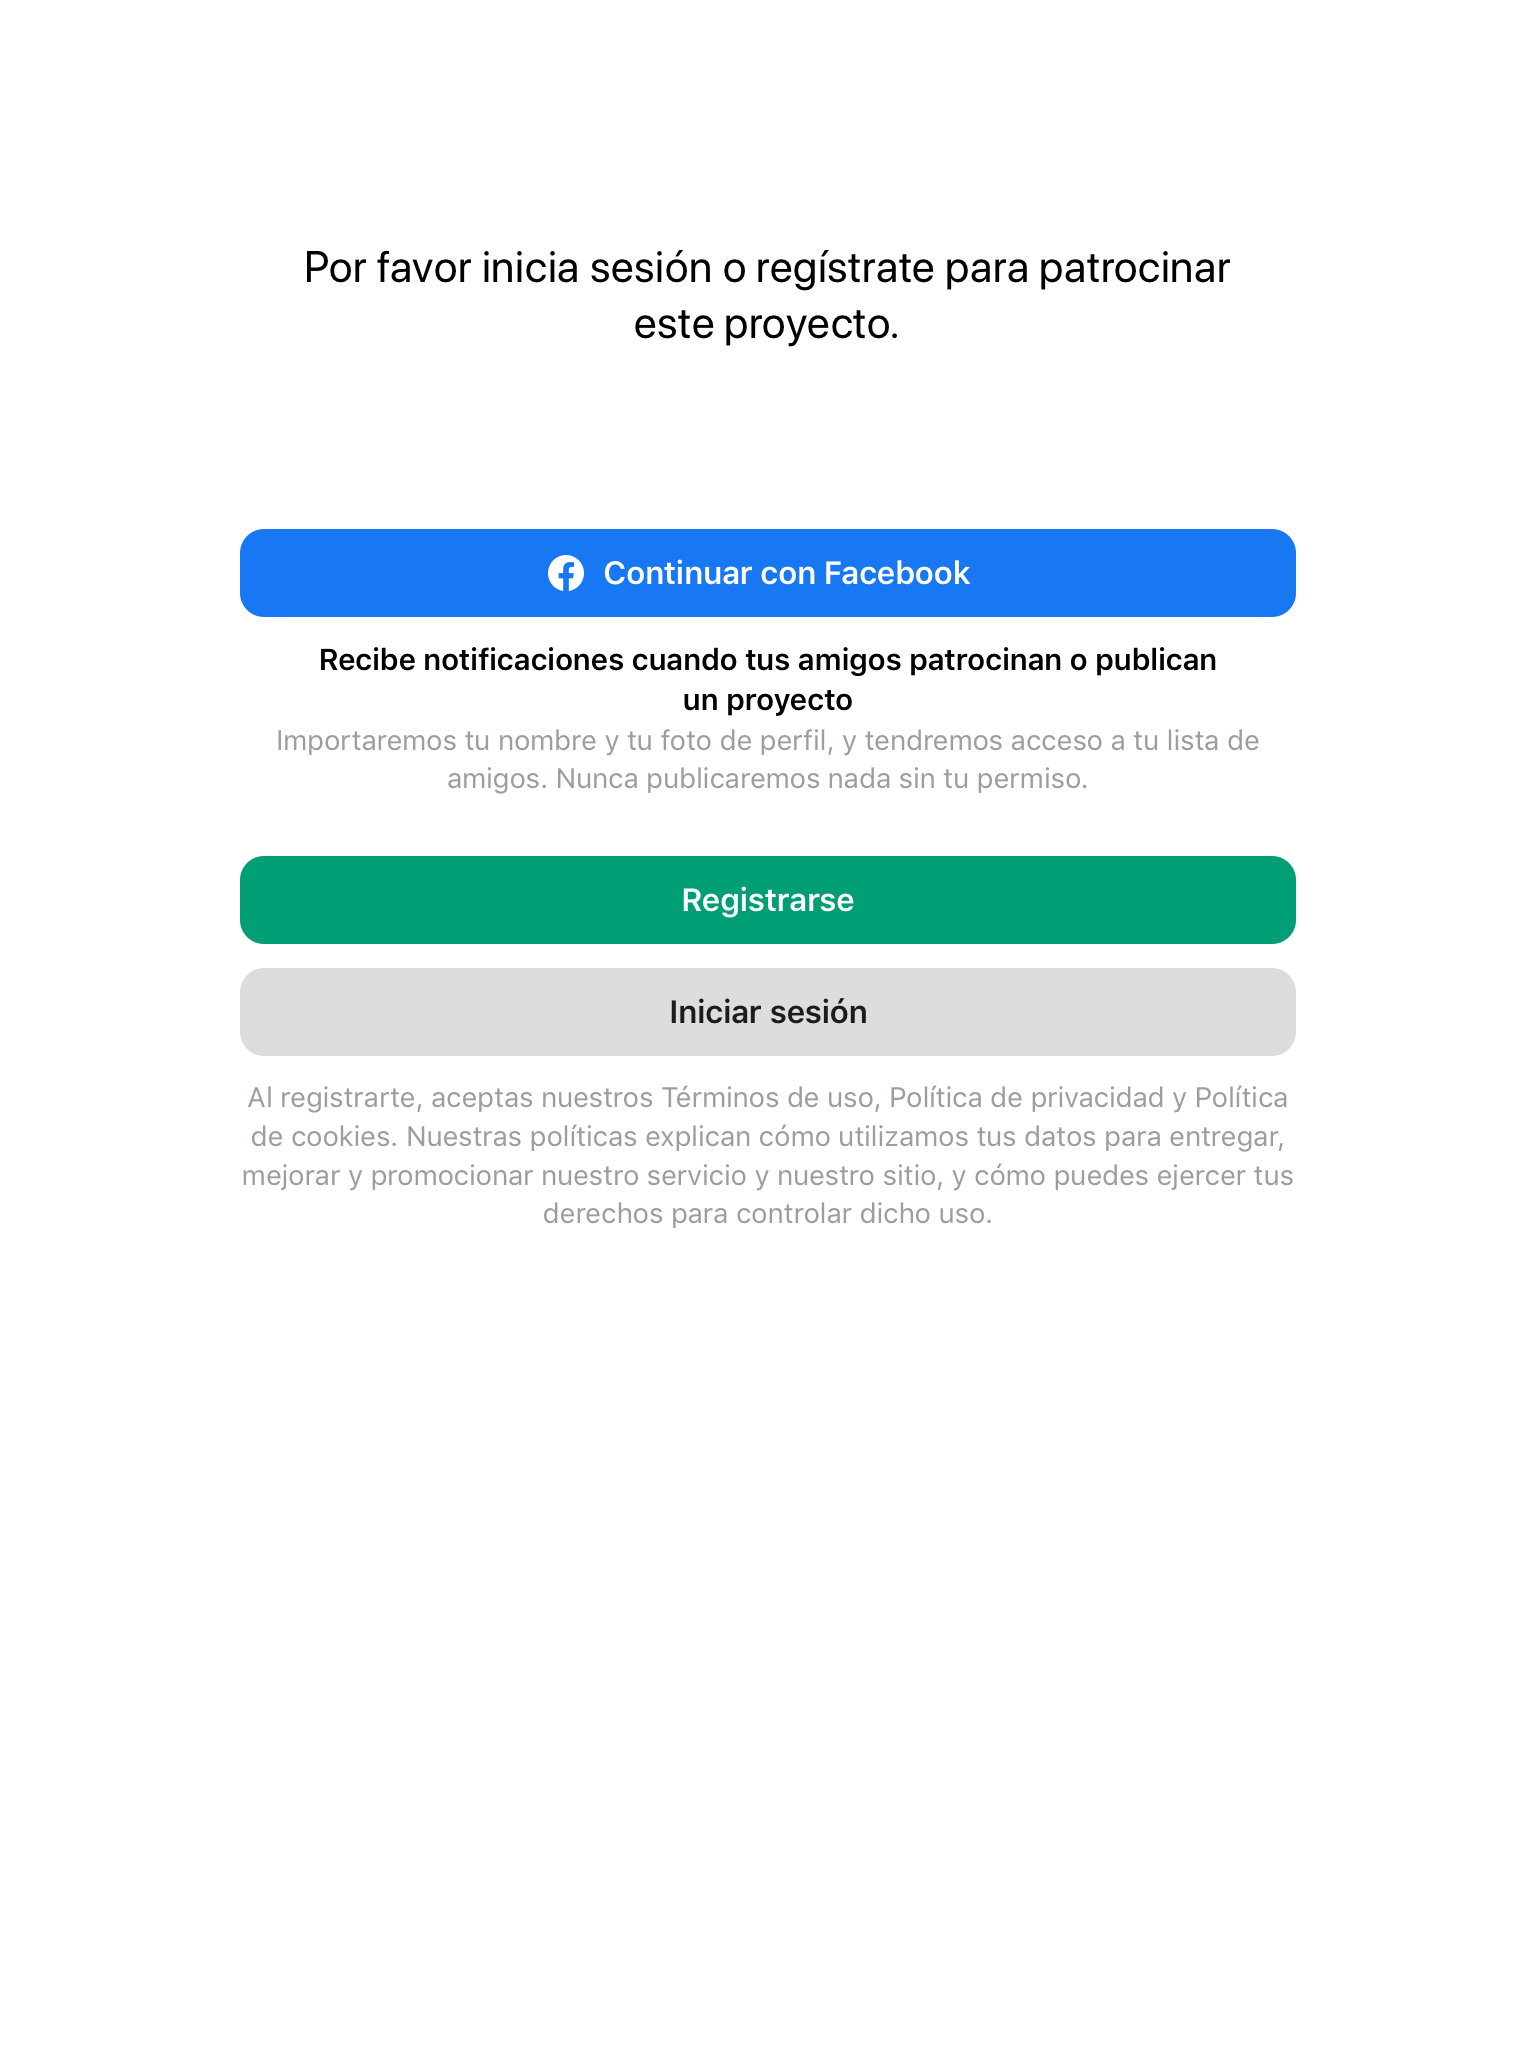 Por favor inicia sesión o regístrate para patrocinar
este proyecto.
Continuar con Facebook
Recibe notificaciones cuando tus amigos patrocinan o publican
un proyecto
Importaremos tu nombre y tu foto de perfil, y tendremos acceso a tu lista de
amigos. Nunca publicaremos nada sin tu permiso.
Registrarse
Iniciar sesión
Al registrarte, aceptas nuestros Términos de uso, Política de privacidad y Política
de cookies. Nuestras políticas explican cómo utilizamos tus datos para entregar,
mejorar y promocionar nuestro servicio y nuestro sitio, y cómo puedes ejercer tus
derechos para controlar dicho uso.